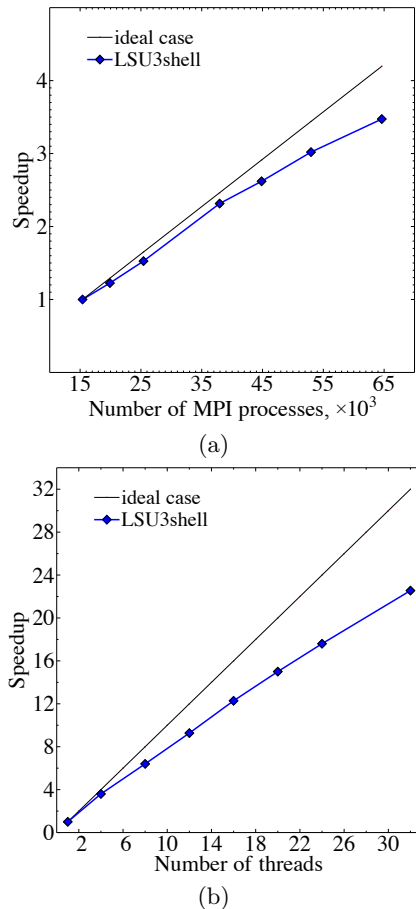 ideal case
LSU3shell
4
3
2
1
Speedup
15 25 35 45 55 65
Number of MPI processes, ×10³
(a)
32
ideal case
LSU3shell
28
24
20
16
12
8
4
0
Speedup
2 6 10 14 18 22 26 30
Number of threads
(b)